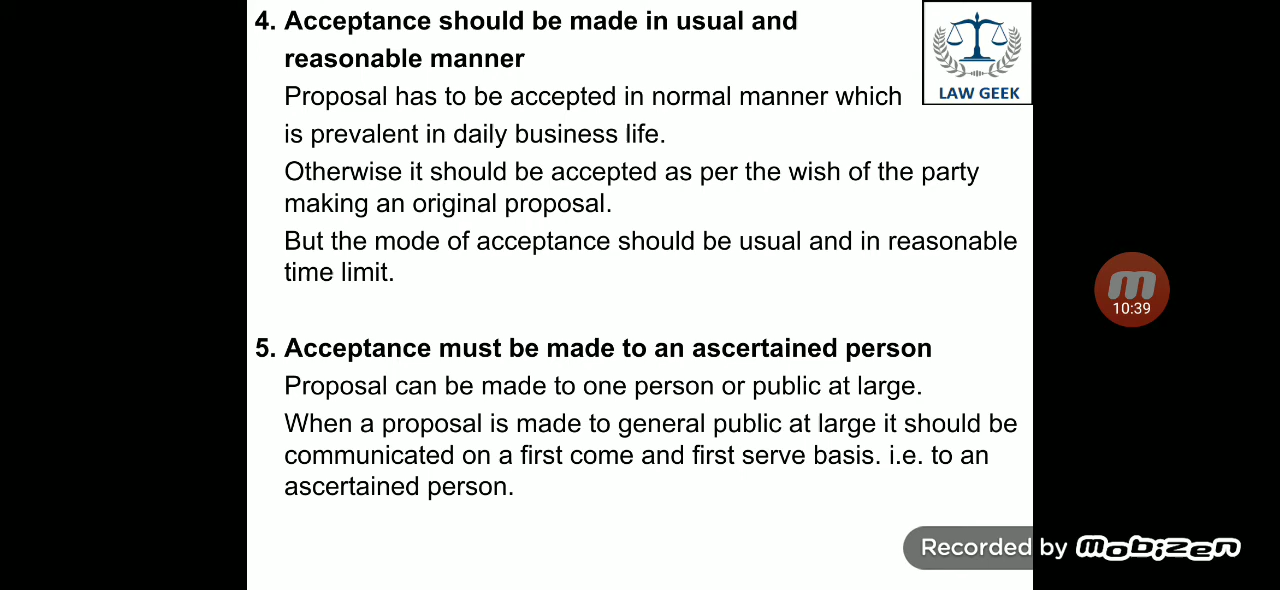 4. Acceptance should be made in usual and
reasonable manner
Proposal has to be accepted in normal manner which
is prevalent in daily business life.
Otherwise it should be accepted as per the wish of the party
making an original proposal.
But the mode of acceptance should be usual and in reasonable
time limit.
LAW GEEK
10:39
5. Acceptance must be made to an ascertained person
Proposal can be made to one person or public at large.
When a proposal is made to general public at large it should be
communicated on a first come and first serve basis. i.e. to an
ascertained person.
Recorded by Mobizen